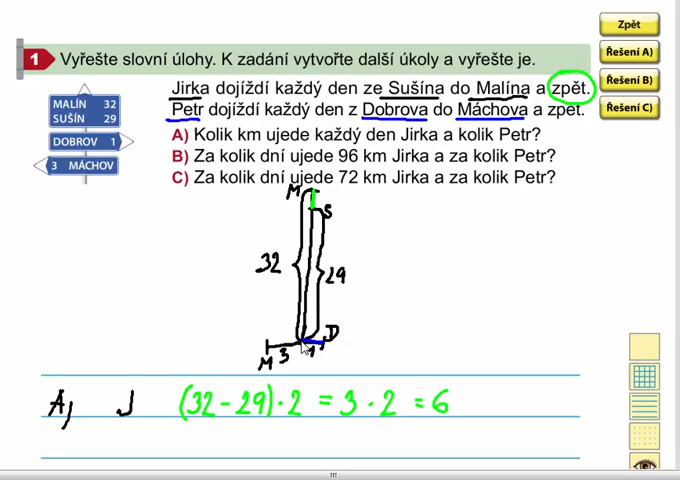 Zpět
1 Vyřešte slovní úlohy. K zadání vytvořte další úkoly a vyřešte je.
Řešení A)
Řešení B)
Řešení C)
MALÍN 32
SUŠÍN 29
DOBROV 1
3 MÁCHOV
Jirka dojíždí každý den ze Sušína do Malína a zpět.
Petr dojíždí každý den z Dobrova do Máchova a zpět.
A) Kolik km ujede každý den Jirka a kolik Petr?
B) Za kolik dní ujede 96 km Jirka a za kolik Petr?
C) Za kolik dní ujede 72 km Jirka a za kolik Petr?
M
S
32
29
D
M 3 1
A, J (32 - 29) · 2 = 3 · 2 = 6